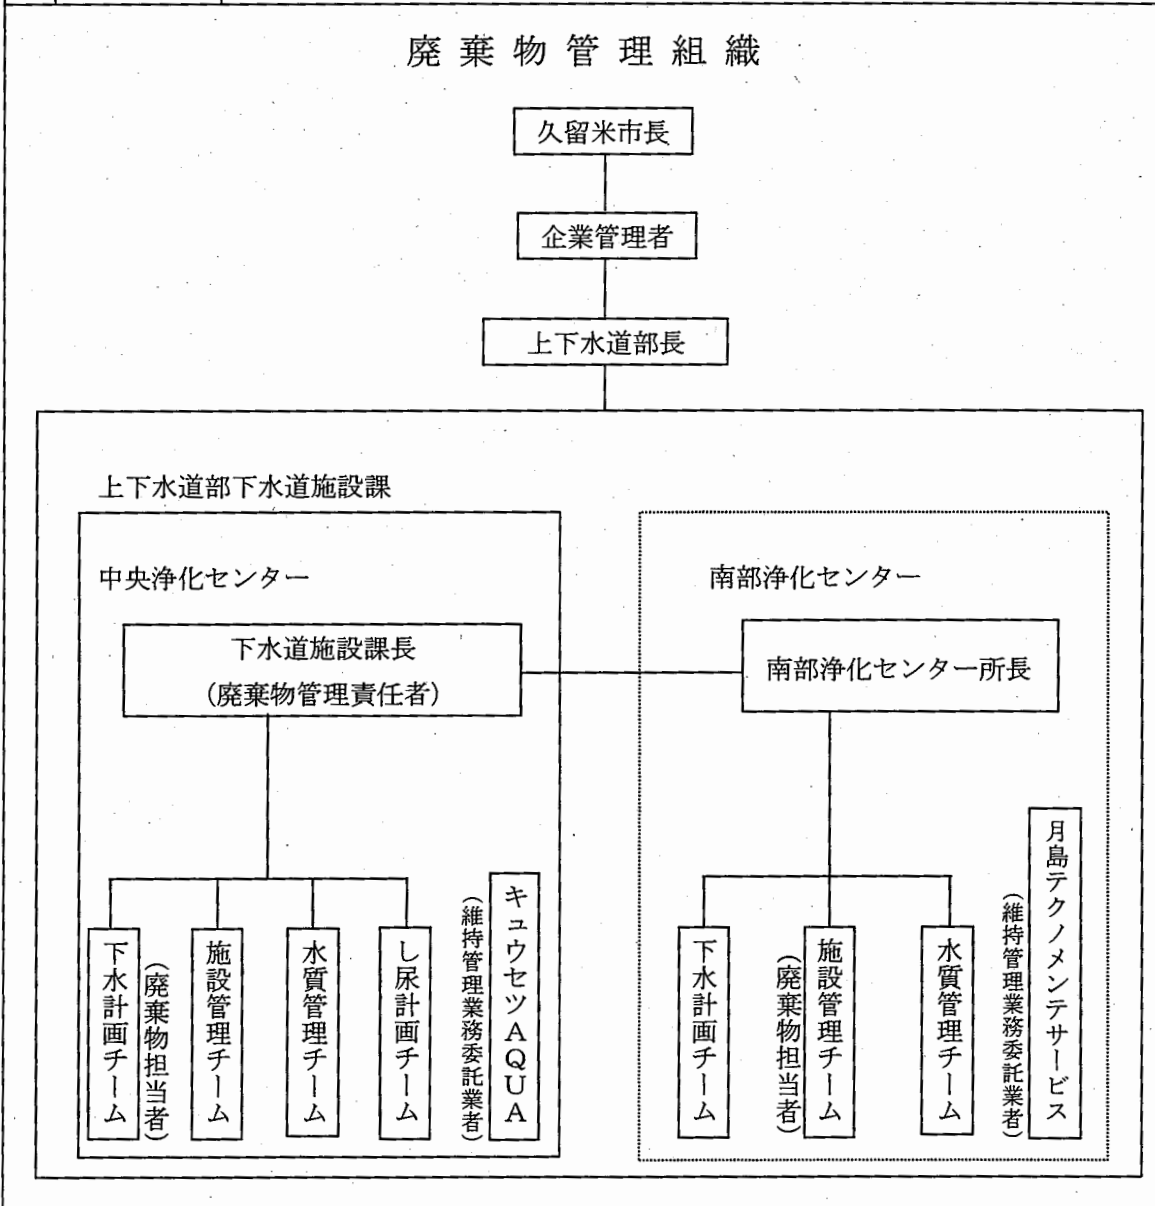 廃棄物管理組織
久留米市長
企業管理者
上下水道部長
上下水道部下水道施設課
中央浄化センター
下水道施設課長
(廃棄物管理責任者)
下水計画チーム
(廃棄物担当者)
施設管理チーム
水質管理チーム
し尿計画チーム
(維持管理業務委託業者)
キュウセツAQUA
南部浄化センター
南部浄化センター所長
下水計画チーム
(廃棄物担当者)
施設管理チーム
水質管理チーム
(維持管理業務委託業者)
月島テクノメンテサービス